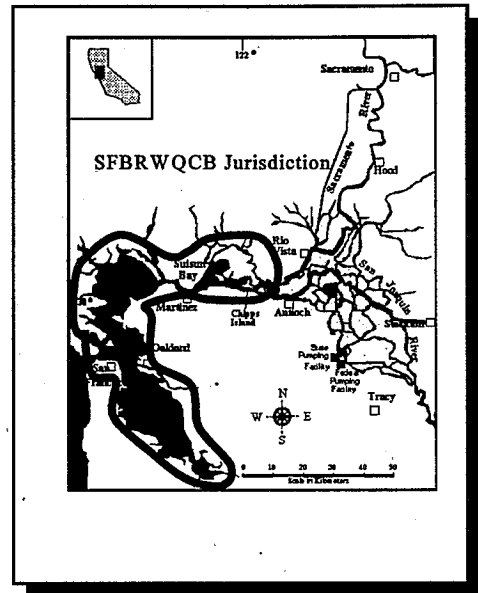 122°
Sacramento
River
Sacramento
SFBRWQCB Jurisdiction
Hood
Rio
Vista
Suisun
Bay
San
Joaquin
River
Martinez
Chipps
Island
Antioch
Oakland
San
State
Pumping
Facility
Federal
Pumping
Facility
Tracy
N
W
E
S
0 10 20 30 40 50
Scale in Kilometers